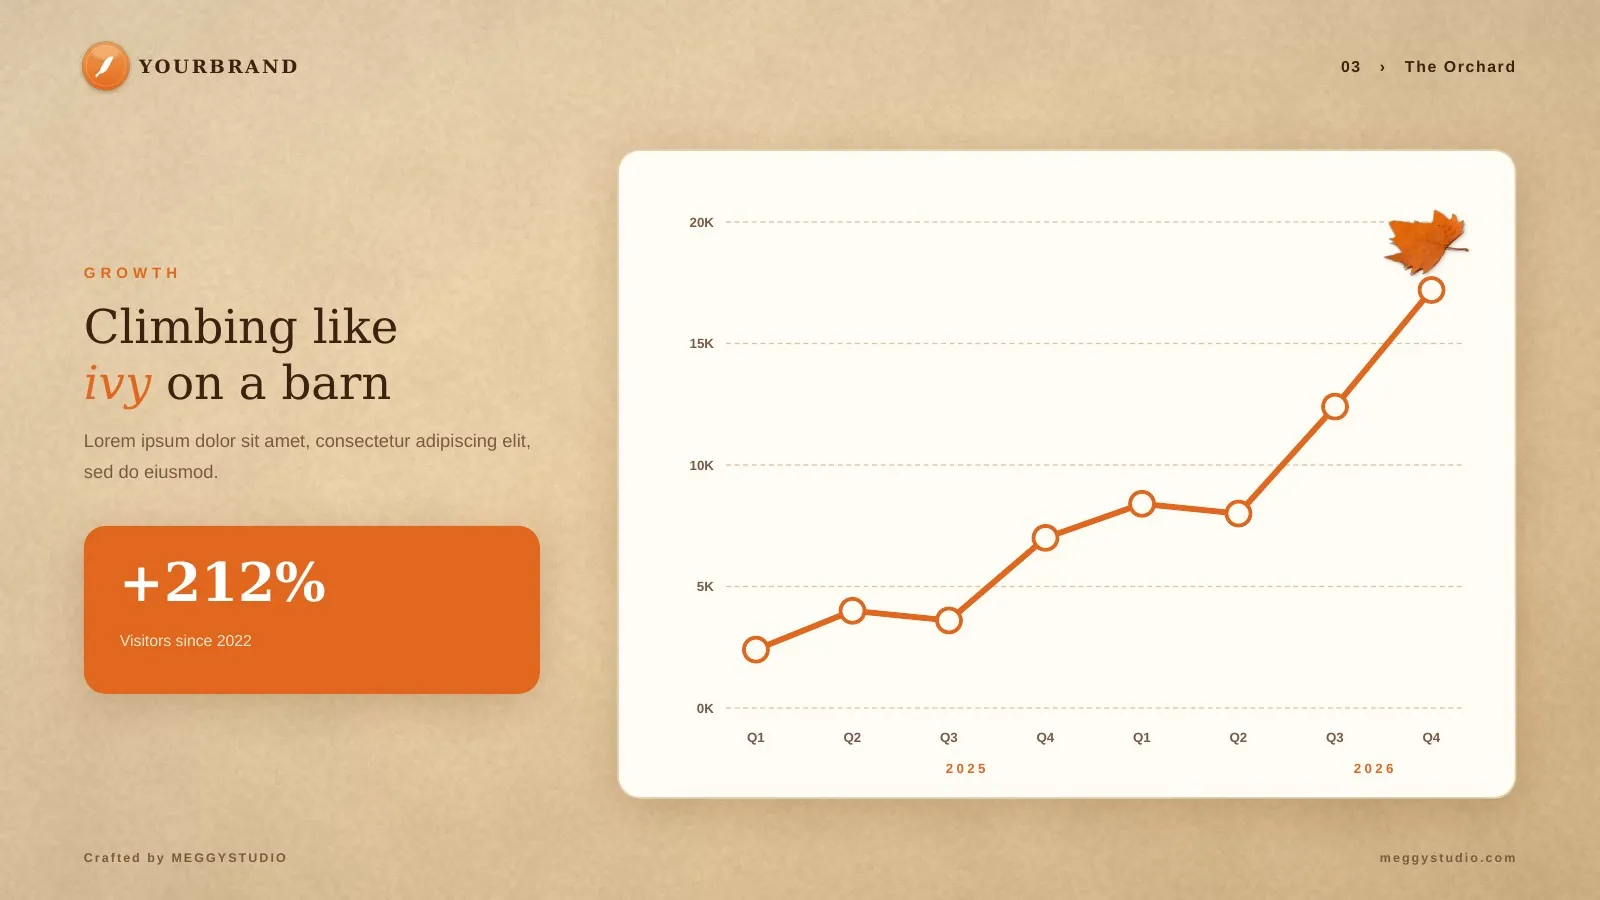 YOURBRAND
03 › The Orchard
GROWTH
Climbing like
ivy on a barn
Lorem ipsum dolor sit amet, consectetur adipiscing elit,
sed do eiusmod.
+212%
Visitors since 2022
20K
15K
10K
5K
0K
Q1 Q2 Q3 Q4 Q1 Q2 Q3 Q4
2025 2026
Crafted by MEGGYSTUDIO
meggystudio.com